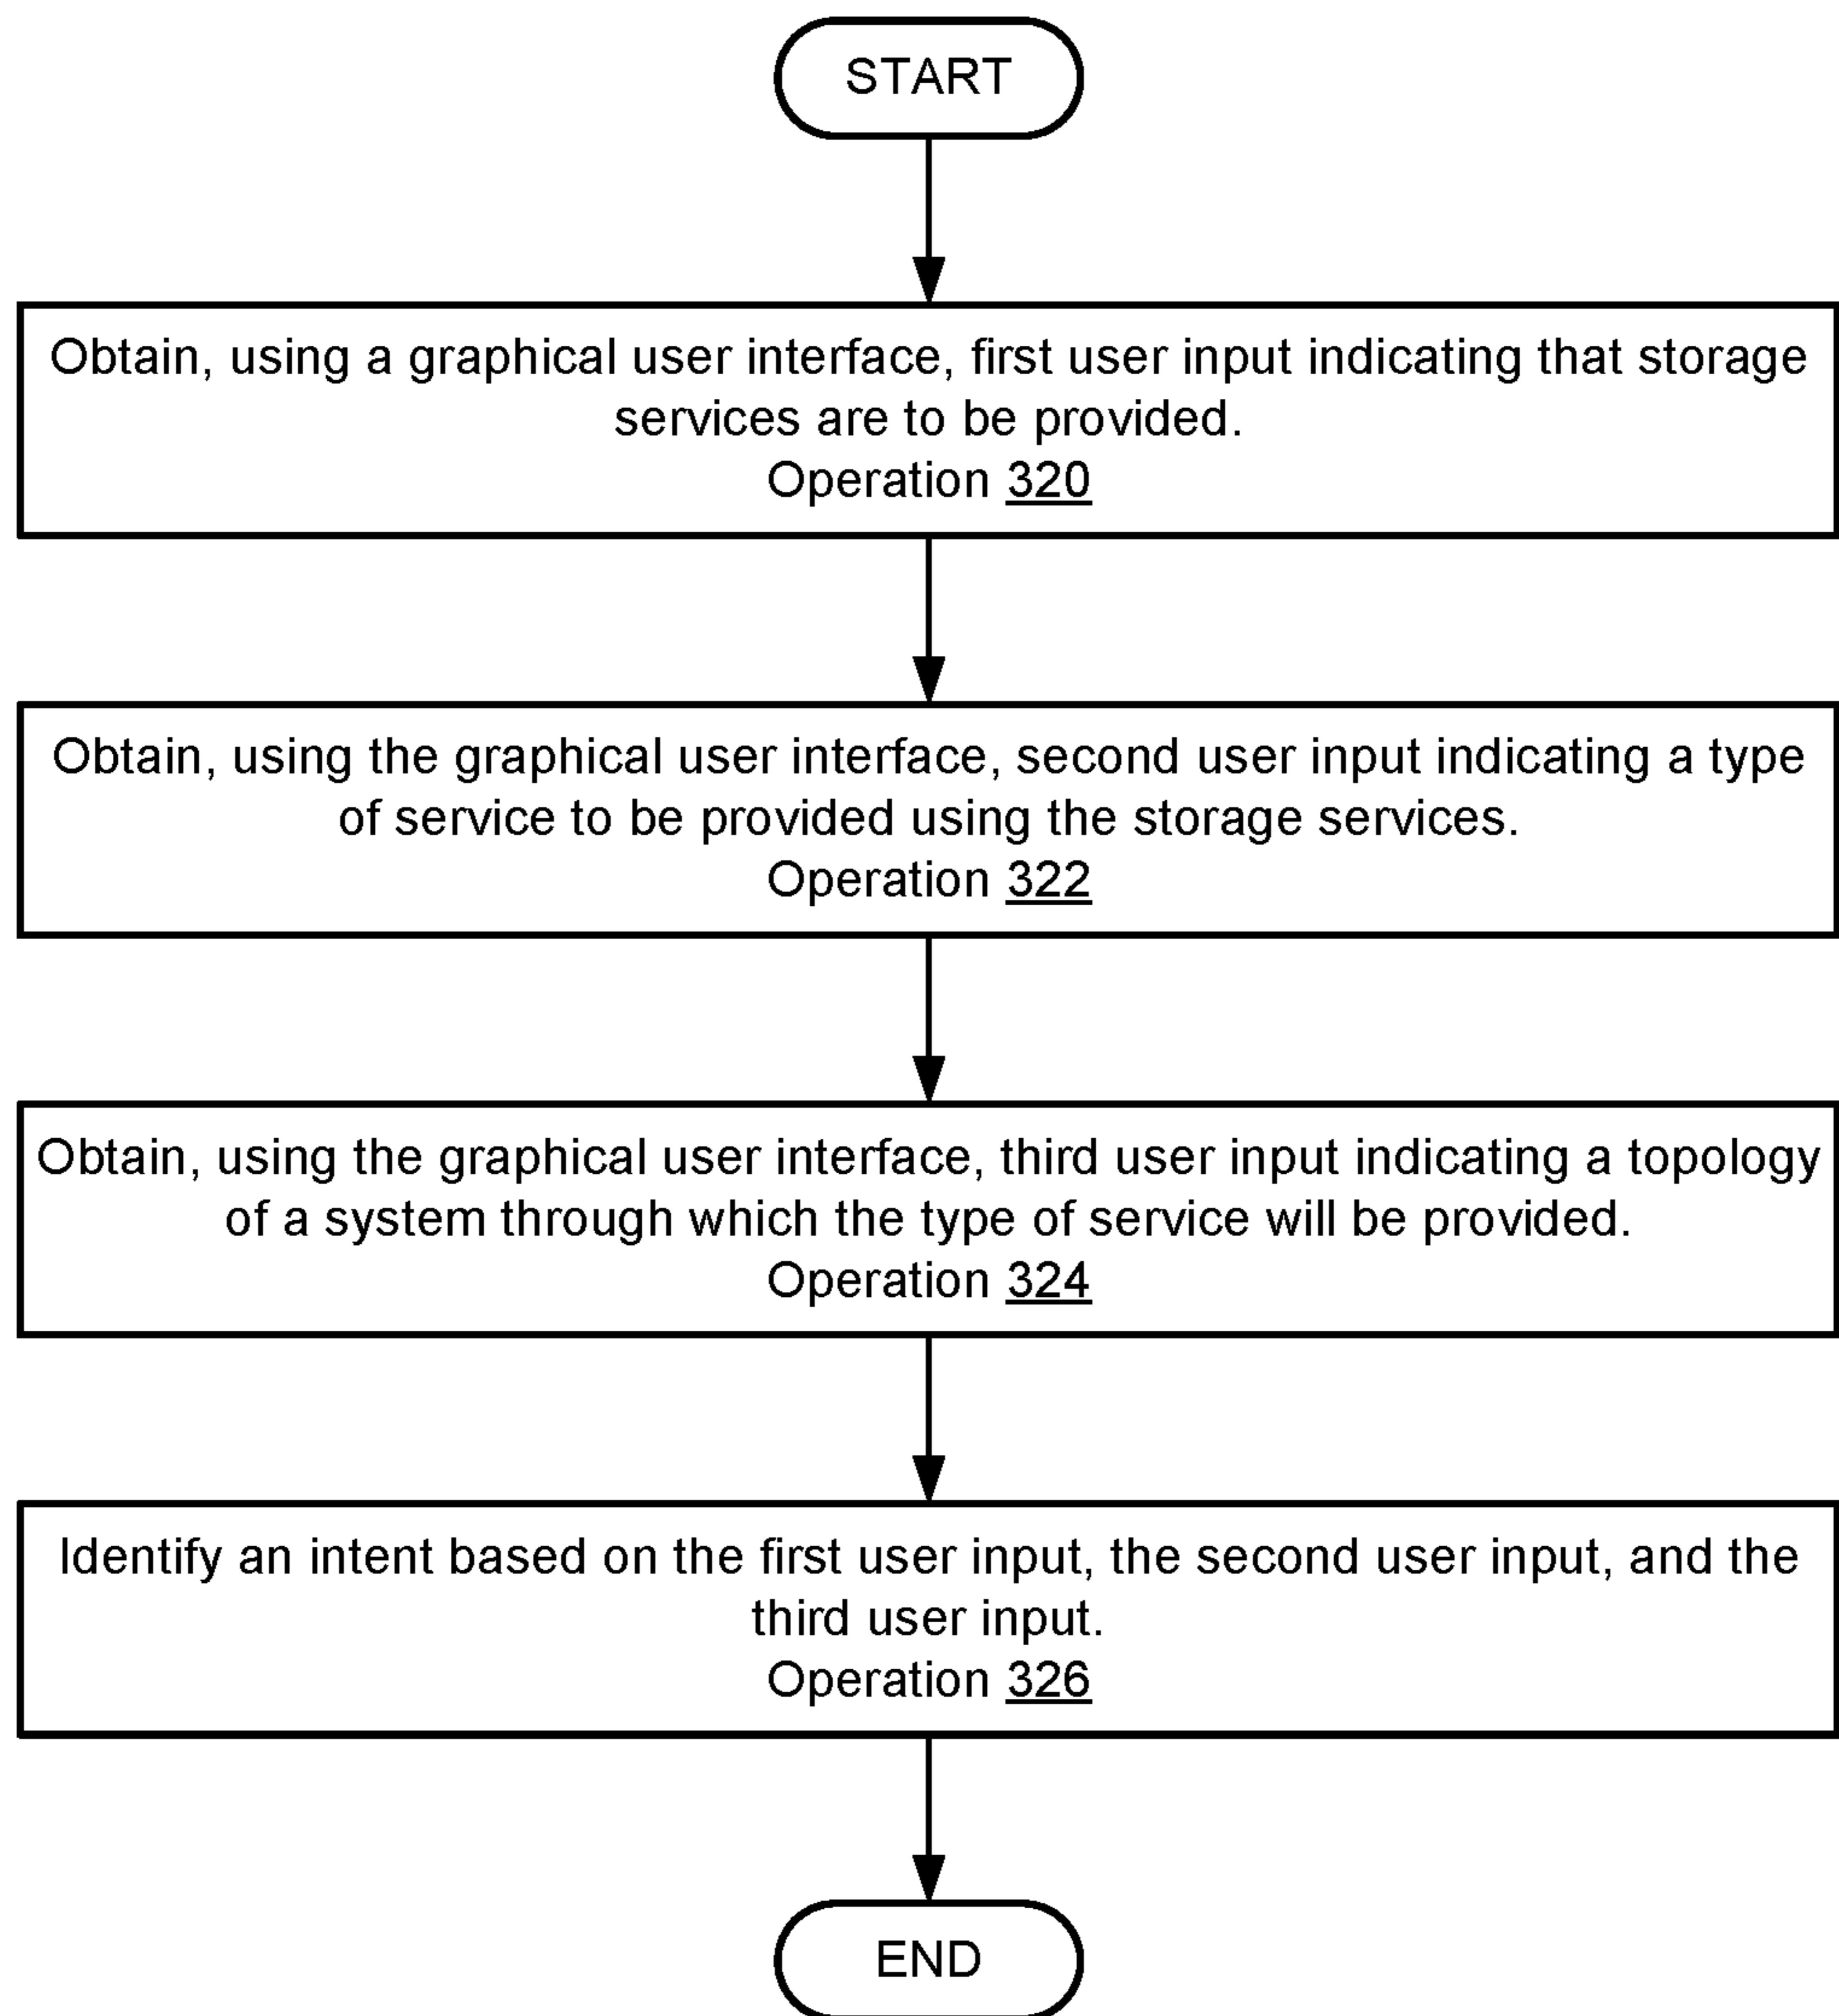 START
Obtain, using a graphical user interface, first user input indicating that storage
services are to be provided.
Operation 320
Obtain, using the graphical user interface, second user input indicating a type
of service to be provided using the storage services.
Operation 322
Obtain, using the graphical user interface, third user input indicating a topology
of a system through which the type of service will be provided.
Operation 324
Identify an intent based on the first user input, the second user input, and the
third user input.
Operation 326
END